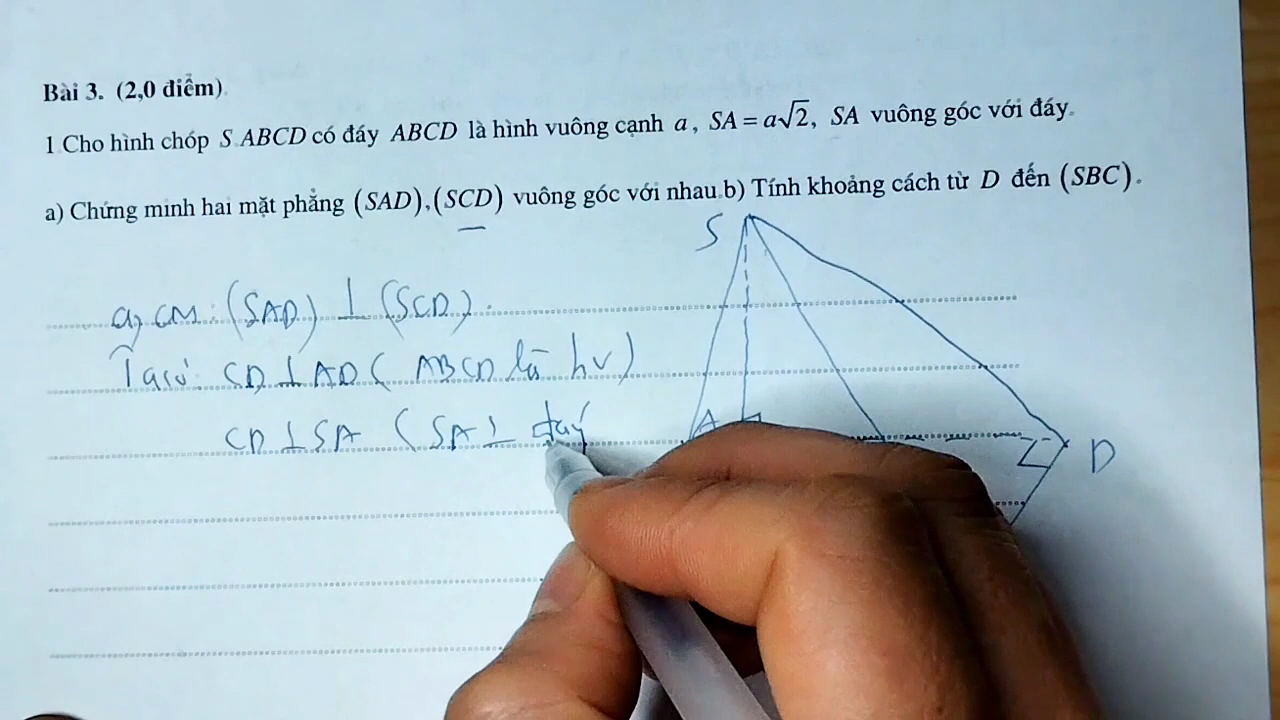 Bài 3. (2,0 điểm).
1 Cho hình chóp S ABCD có đáy ABCD là hình vuông cạnh a, SA = a√2, SA vuông góc với đáy.
a) Chứng minh hai mặt phẳng (SAD),(SCD) vuông góc với nhau b) Tính khoảng cách từ D đến (SBC).
S
a, CM: (SAD) ⊥ (SCD).
Ta có: CD ⊥ AD ( ABCD là hv)
CD ⊥ SA ( SA ⊥ đáy
A
D